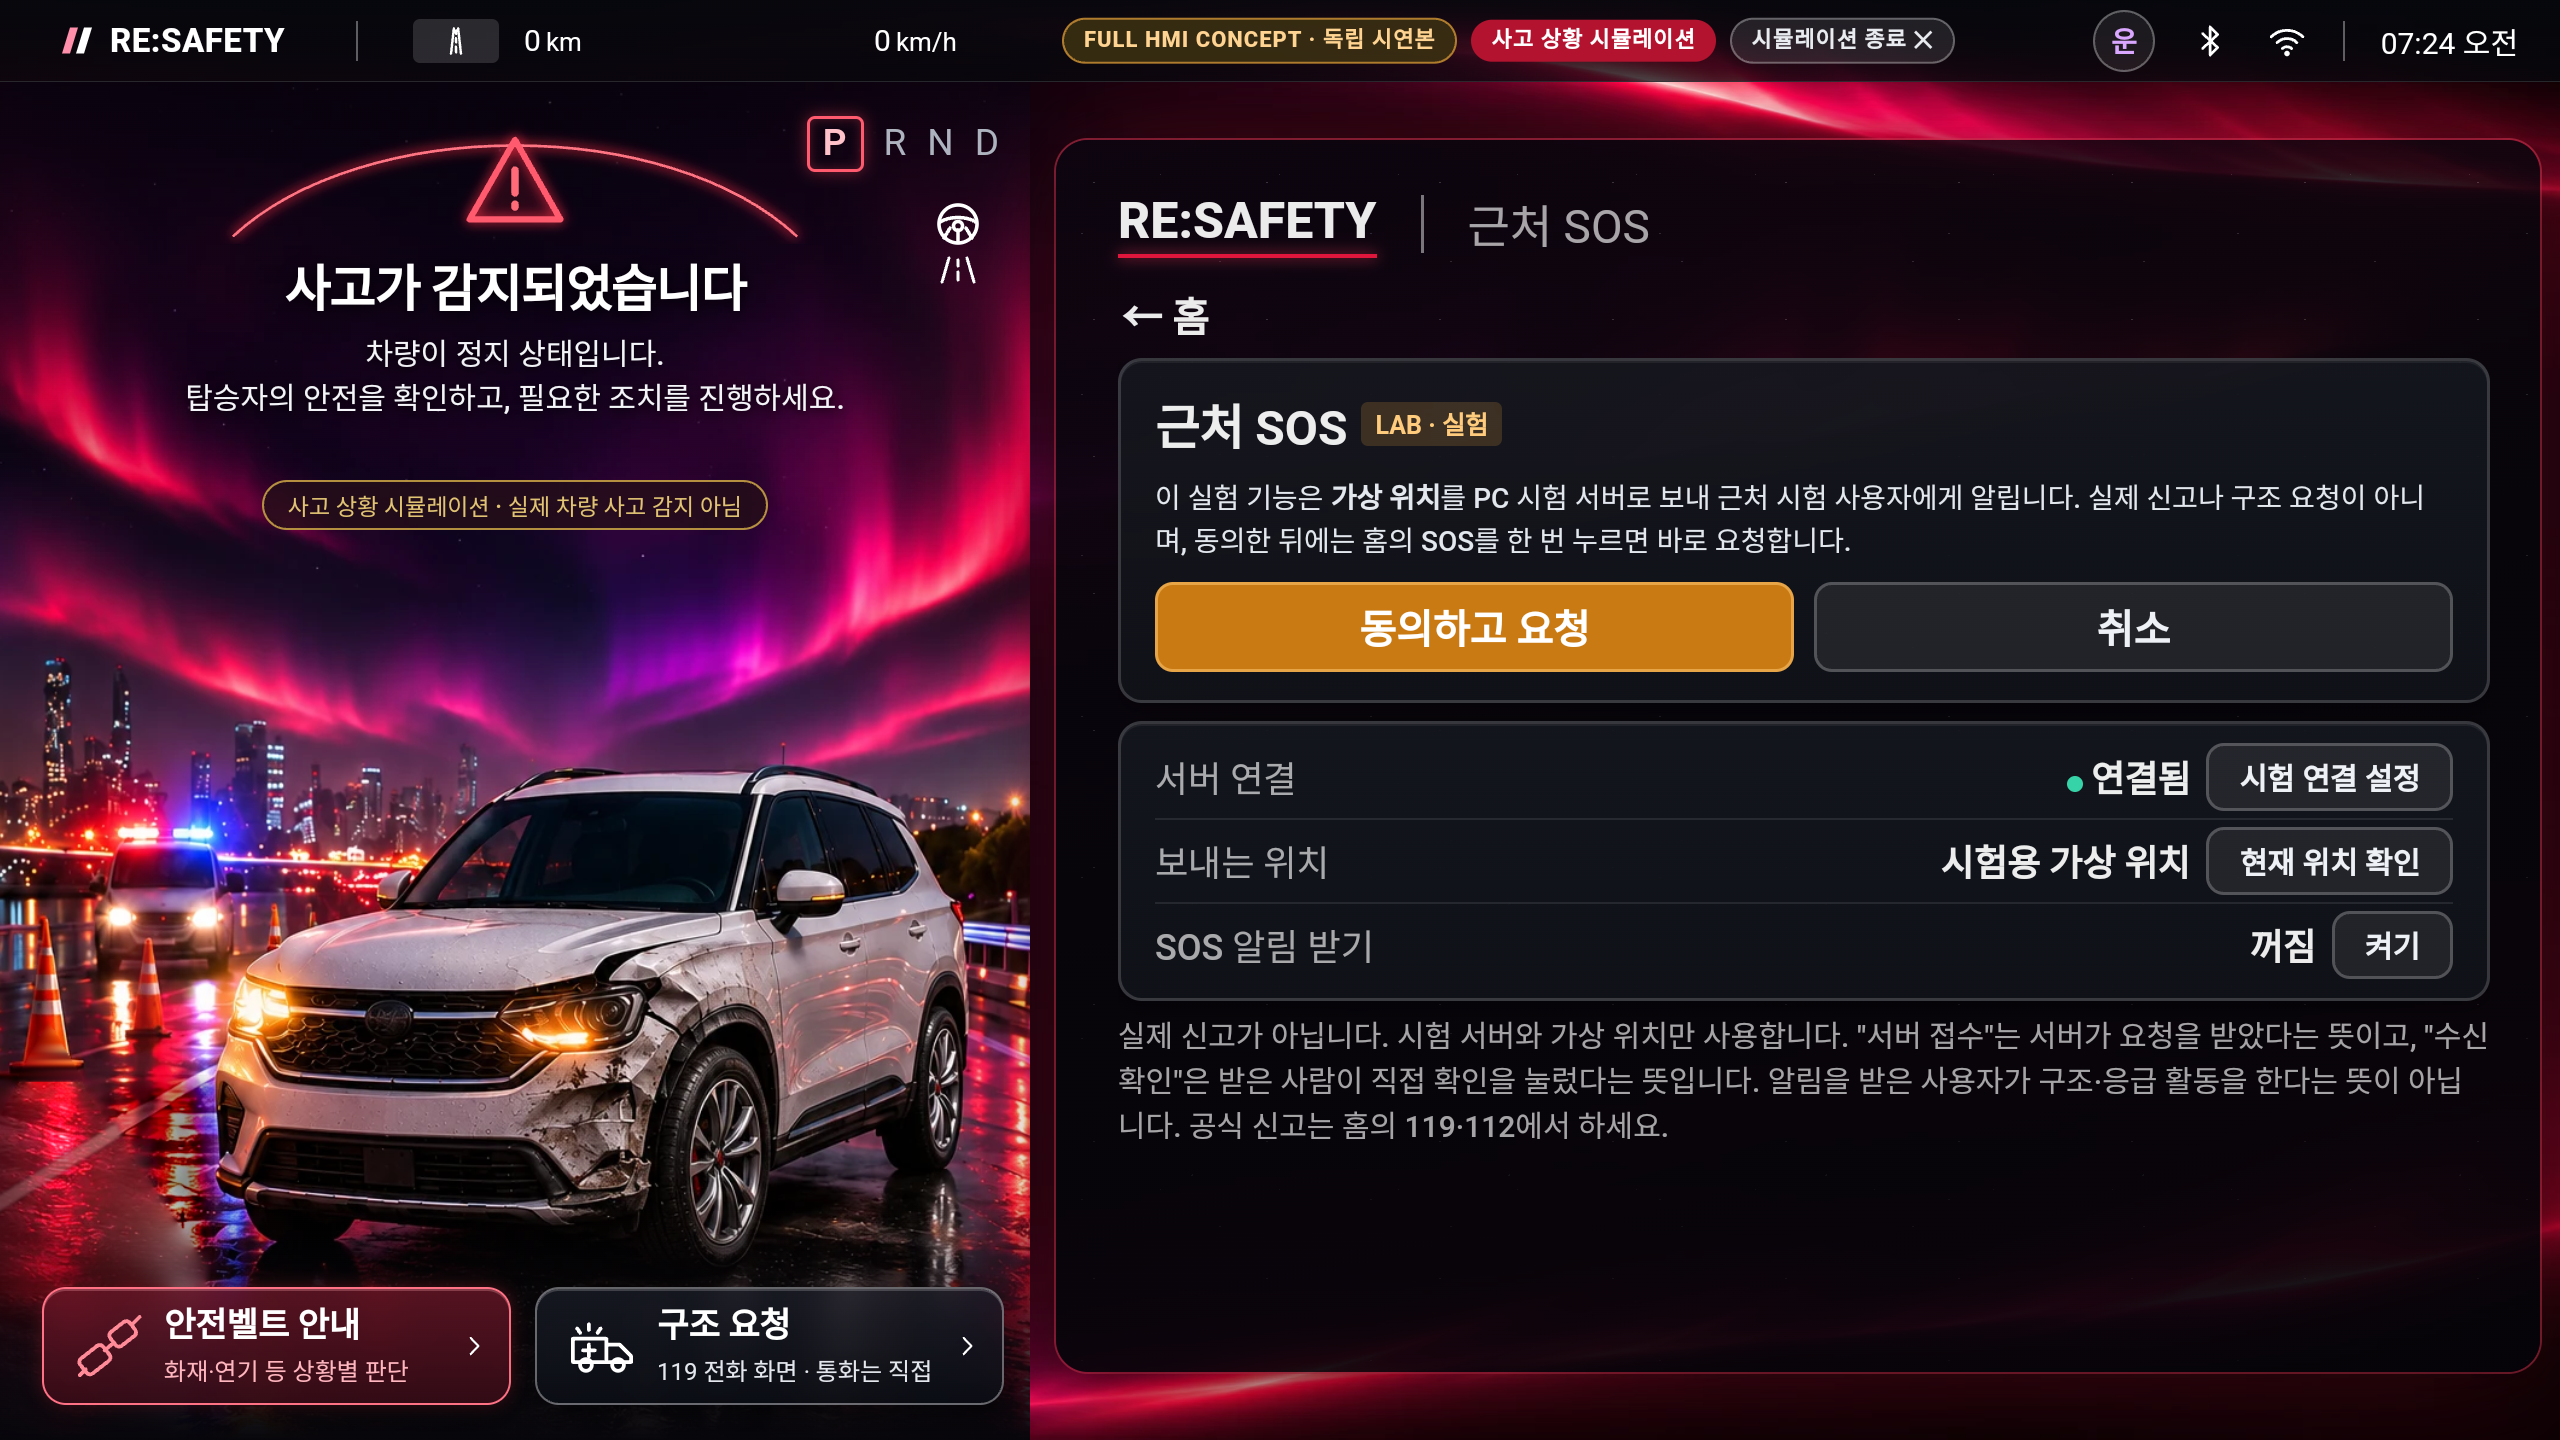 RE:SAFETY
0 km
0 km/h
FULL HMI CONCEPT · 독립 시연본
사고 상황 시뮬레이션
시뮬레이션 종료 ✕
운
07:24 오전
P R N D
사고가 감지되었습니다
차량이 정지 상태입니다.
탑승자의 안전을 확인하고, 필요한 조치를 진행하세요.
사고 상황 시뮬레이션 · 실제 차량 사고 감지 아님
안전벨트 안내
화재·연기 등 상황별 판단
구조 요청
119 전화 화면 · 통화는 직접
RE:SAFETY
근처 SOS
← 홈
근처 SOS
LAB · 실험
이 실험 기능은 가상 위치를 PC 시험 서버로 보내 근처 시험 사용자에게 알립니다. 실제 신고나 구조 요청이 아니
며, 동의한 뒤에는 홈의 SOS를 한 번 누르면 바로 요청합니다.
동의하고 요청
취소
서버 연결
연결됨
시험 연결 설정
보내는 위치
시험용 가상 위치
현재 위치 확인
SOS 알림 받기
꺼짐
켜기
실제 신고가 아닙니다. 시험 서버와 가상 위치만 사용합니다. "서버 접수"는 서버가 요청을 받았다는 뜻이고, "수신
확인"은 받은 사람이 직접 확인을 눌렀다는 뜻입니다. 알림을 받은 사용자가 구조·응급 활동을 한다는 뜻이 아닙
니다. 공식 신고는 홈의 119·112에서 하세요.